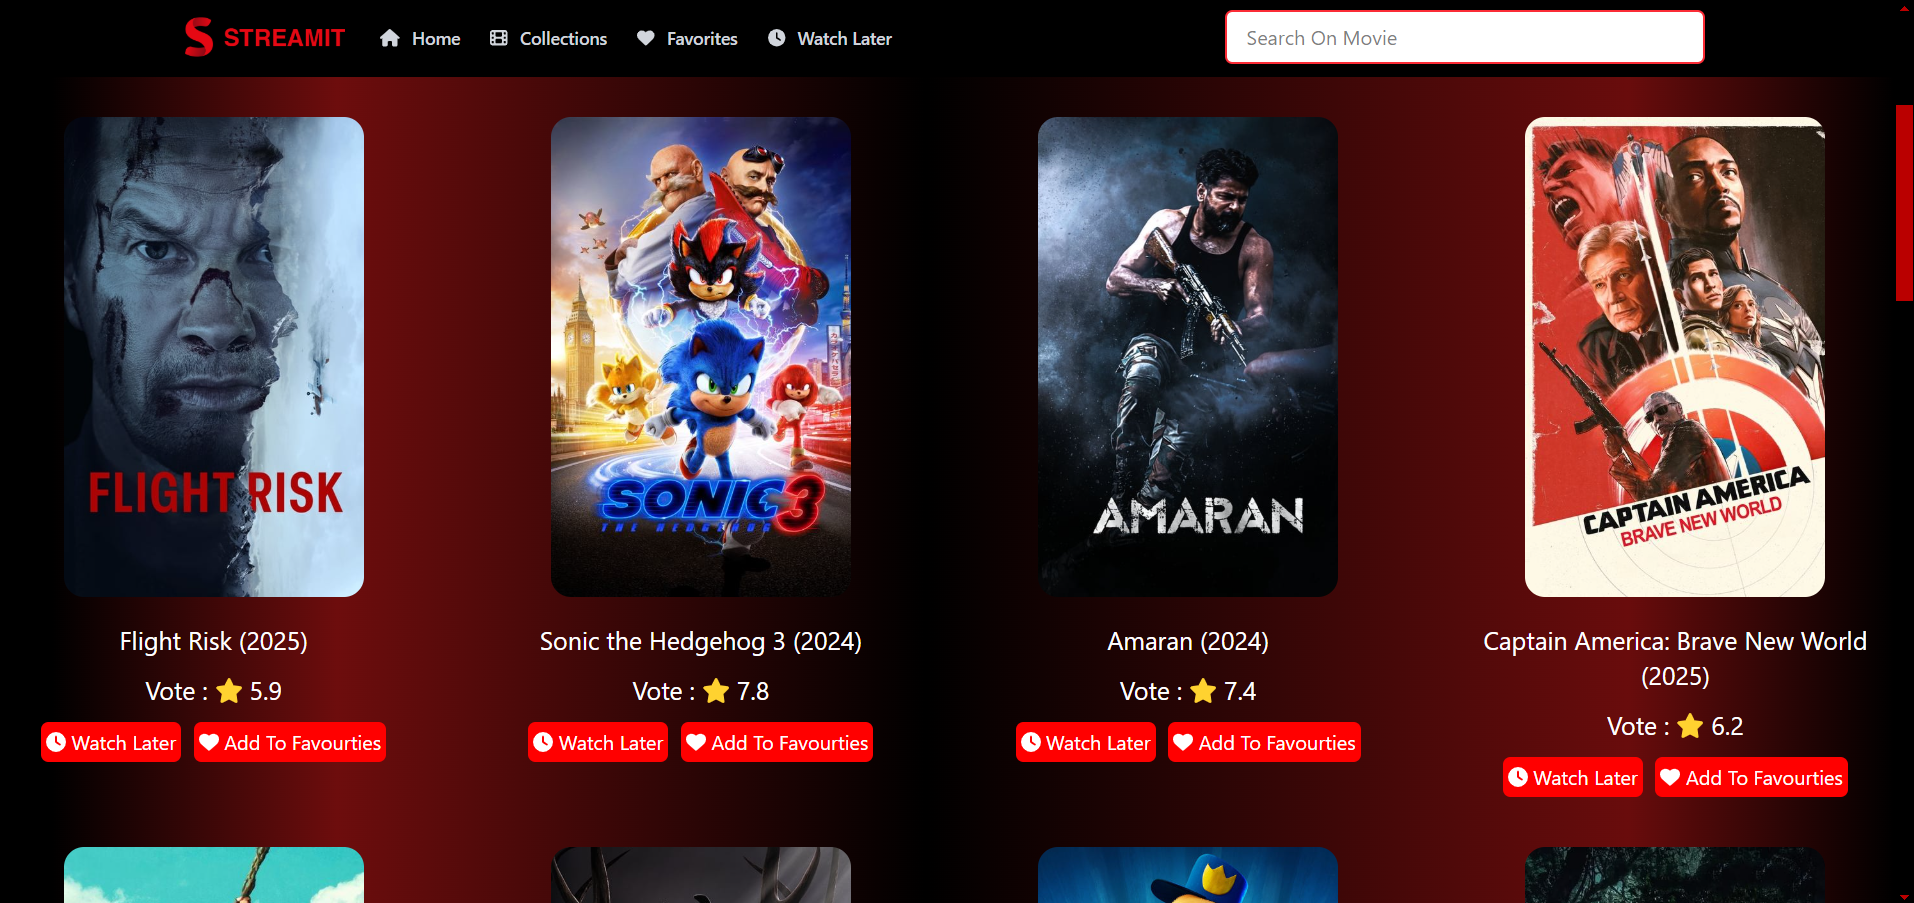 STREAMIT Home Collections Favorites Watch Later Search On Movie
FLIGHT RISK
SONIC 3
THE HEDGEHOG
AMARAN
CAPTAIN AMERICA
BRAVE NEW WORLD
Flight Risk (2025)
Vote : ⭐ 5.9
Watch Later Add To Favourties
Sonic the Hedgehog 3 (2024)
Vote : ⭐ 7.8
Watch Later Add To Favourties
Amaran (2024)
Vote : ⭐ 7.4
Watch Later Add To Favourties
Captain America: Brave New World
(2025)
Vote : ⭐ 6.2
Watch Later Add To Favourties